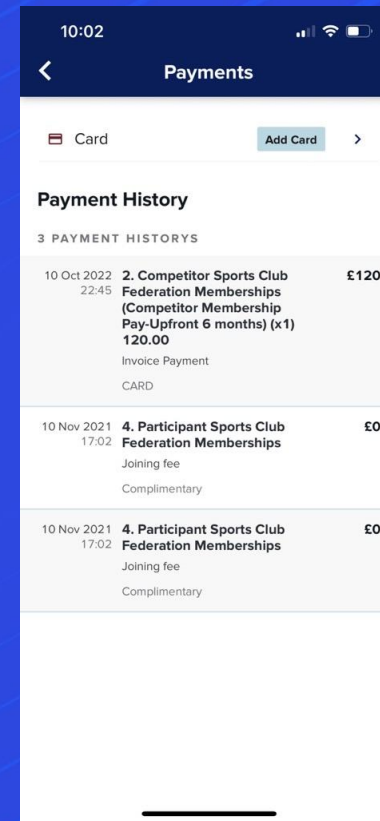 10:02
Payments
Card
Add Card
Payment History
3 PAYMENT HISTORYS
10 Oct 2022 2. Competitor Sports Club £120
22:45 Federation Memberships
(Competitor Membership
Pay-Upfront 6 months) (x1)
120.00
Invoice Payment
CARD
10 Nov 2021 4. Participant Sports Club £0
17:02 Federation Memberships
Joining fee
Complimentary
10 Nov 2021 4. Participant Sports Club £0
17:02 Federation Memberships
Joining fee
Complimentary